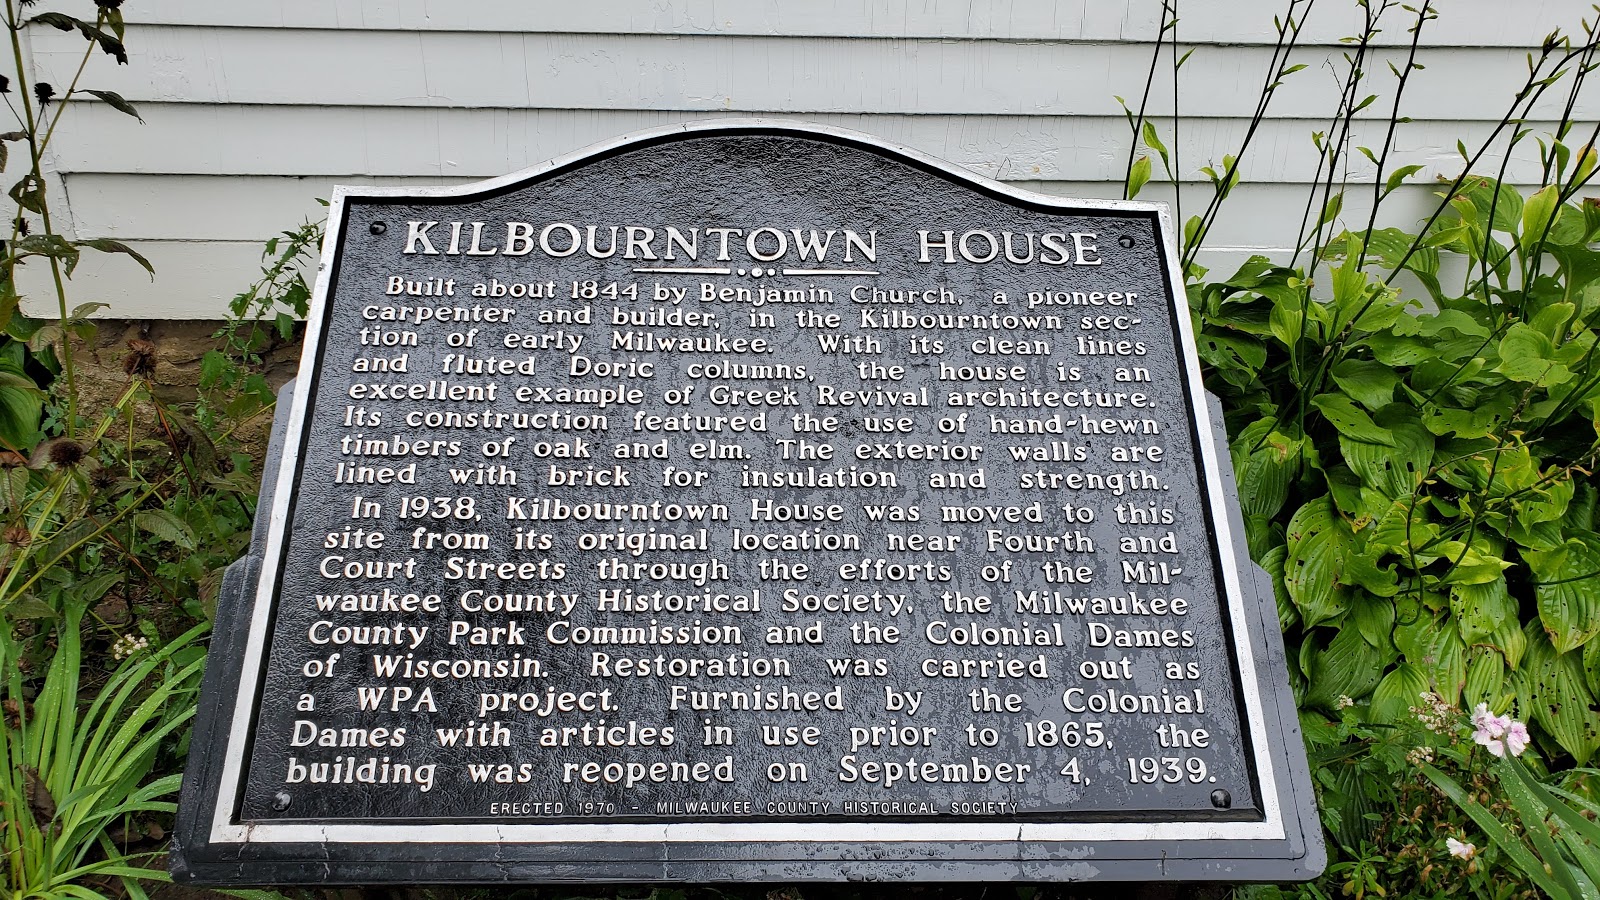 KILBOURNTOWN HOUSE
Built about 1844 by Benjamin Church, a pioneer
carpenter and builder, in the Kilbourntown sec-
tion of early Milwaukee. With its clean lines
and fluted Doric columns, the house is an
excellent example of Greek Revival architecture.
Its construction featured the use of hand-hewn
timbers of oak and elm. The exterior walls are
lined with brick for insulation and strength.
In 1938, Kilbourntown House was moved to this
site from its original location near Fourth and
Court Streets through the efforts of the Mil-
waukee County Historical Society, the Milwaukee
County Park Commission and the Colonial Dames
of Wisconsin. Restoration was carried out as
a WPA project. Furnished by the Colonial
Dames with articles in use prior to 1865, the
building was reopened on September 4, 1939.
ERECTED 1970 - MILWAUKEE COUNTY HISTORICAL SOCIETY